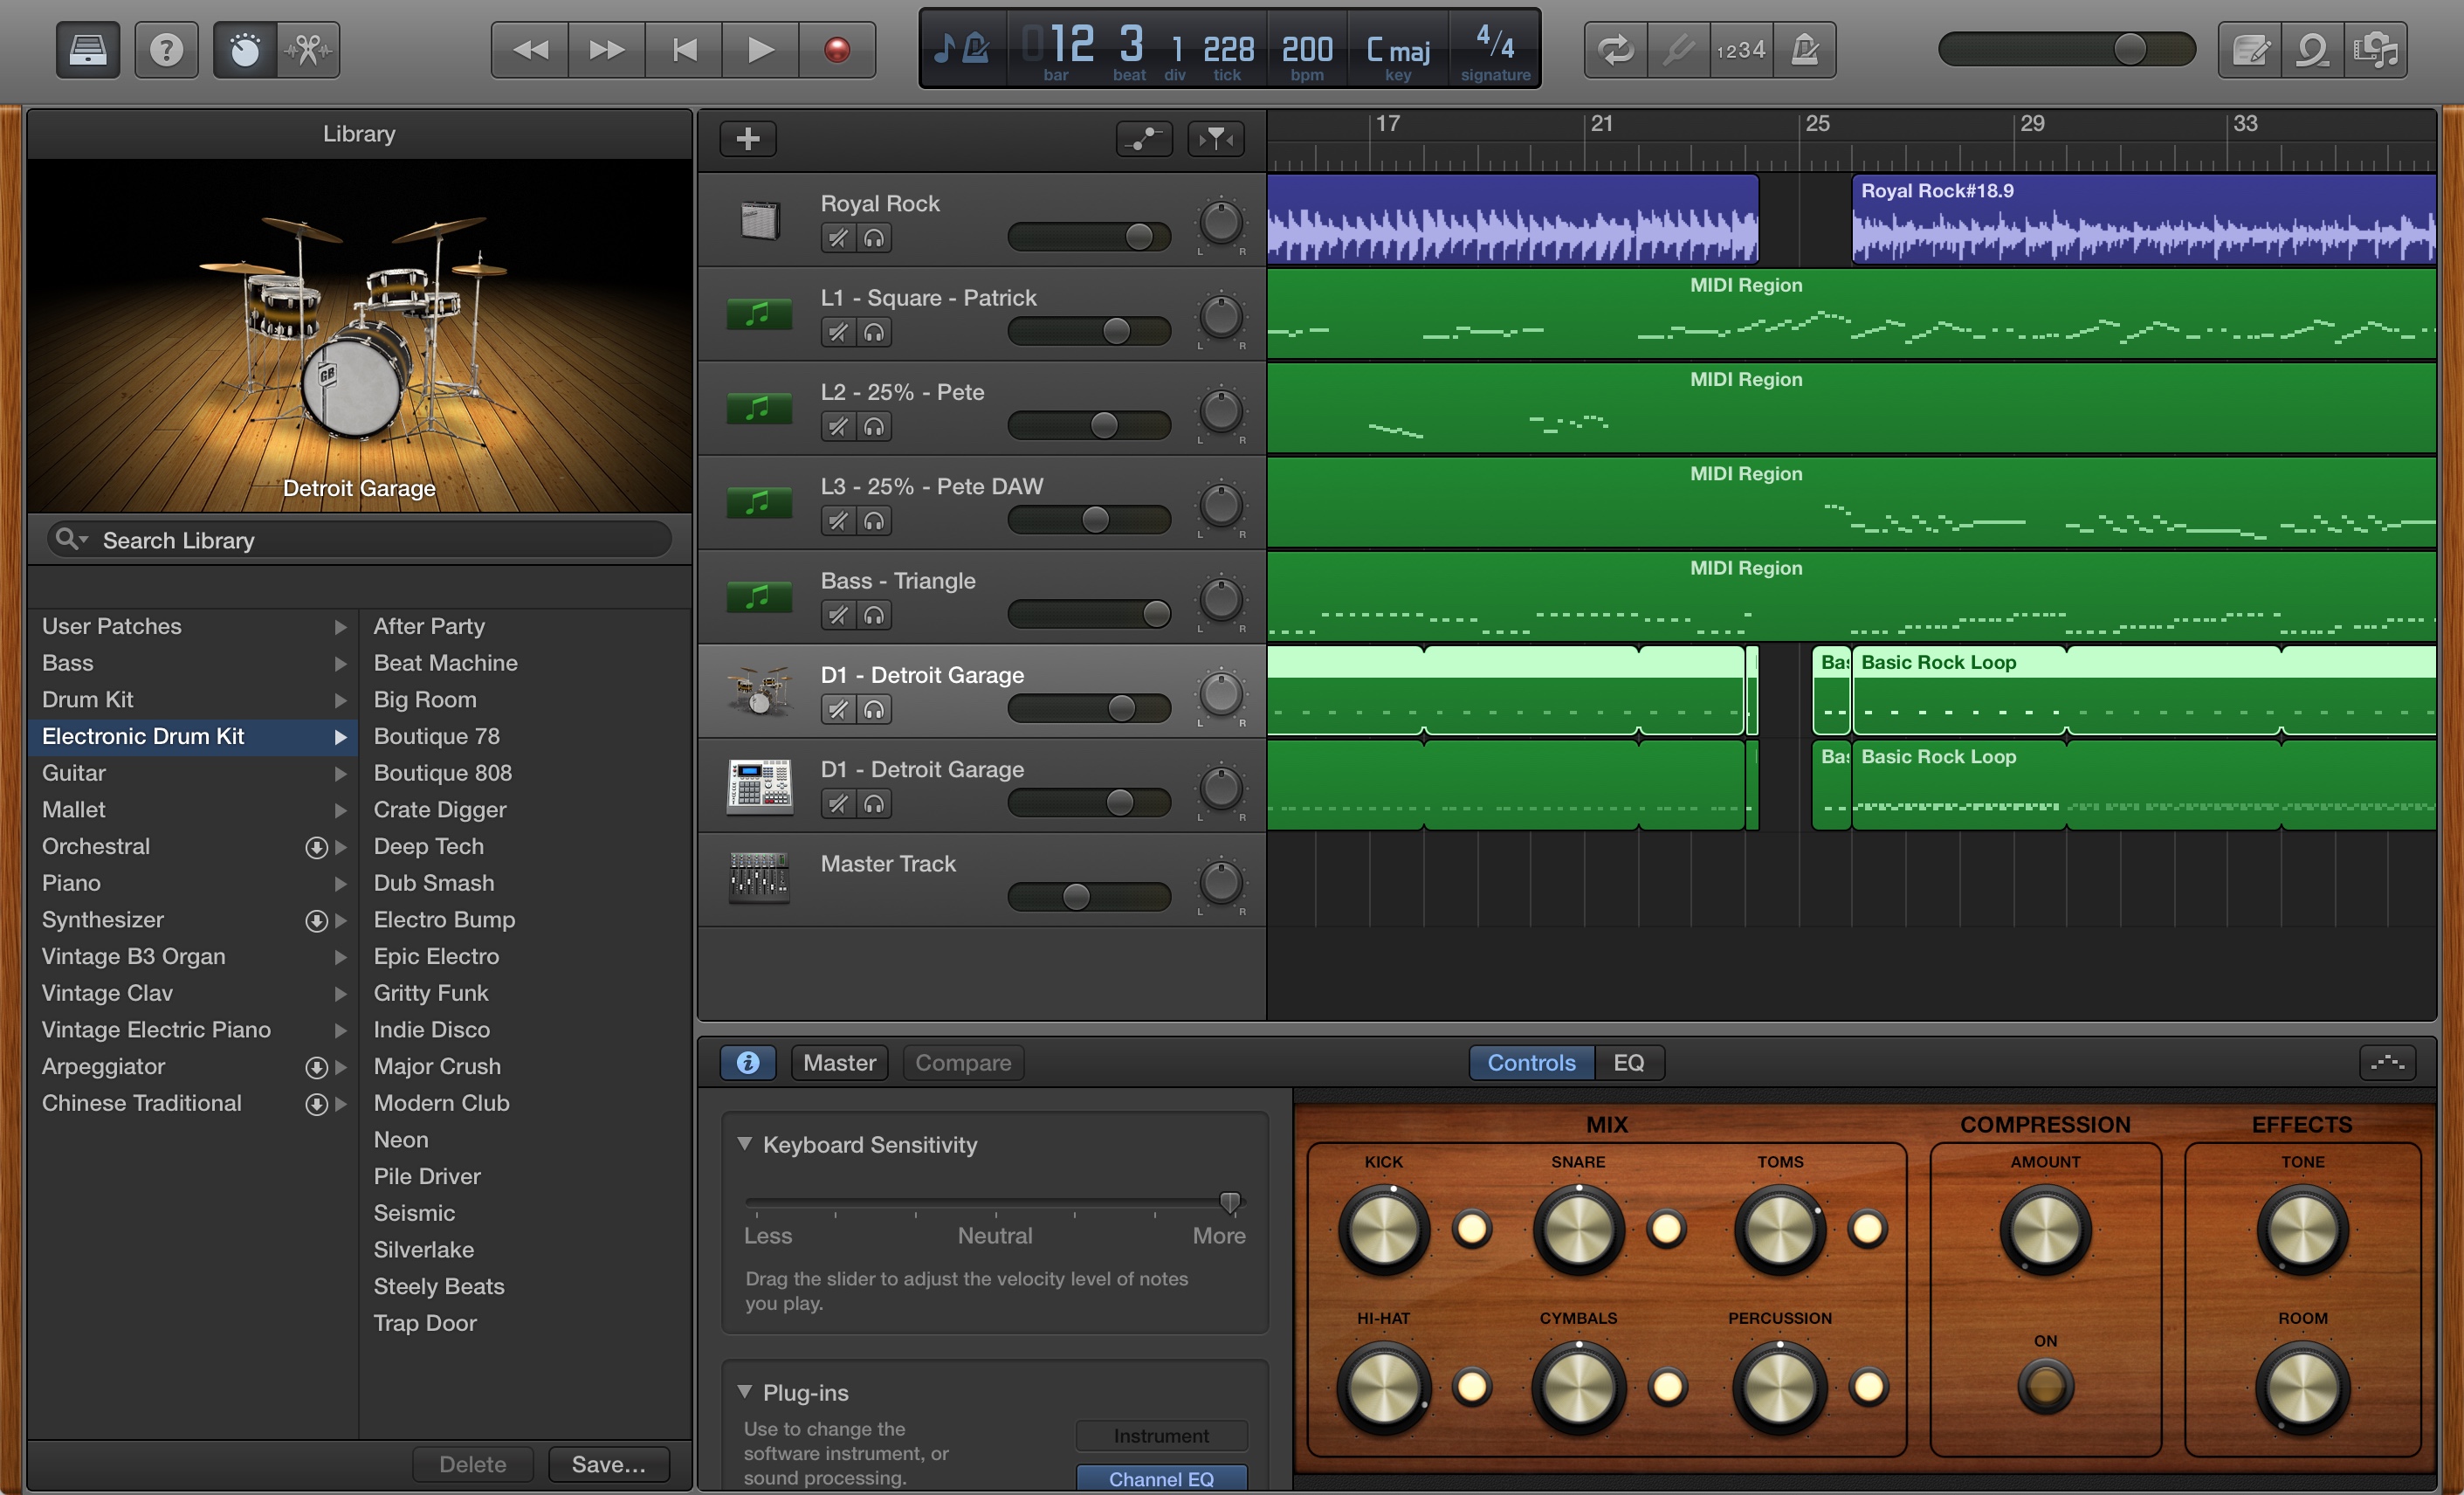 12 3 1 228 200 C maj 4/4
bar beat div tick bpm key signature
1234
Library
GB
Detroit Garage
Search Library
User Patches
Bass
Drum Kit
Electronic Drum Kit
Guitar
Mallet
Orchestral
Piano
Synthesizer
Vintage B3 Organ
Vintage Clav
Vintage Electric Piano
Arpeggiator
Chinese Traditional
After Party
Beat Machine
Big Room
Boutique 78
Boutique 808
Crate Digger
Deep Tech
Dub Smash
Electro Bump
Epic Electro
Gritty Funk
Indie Disco
Major Crush
Modern Club
Neon
Pile Driver
Seismic
Silverlake
Steely Beats
Trap Door
Delete Save...
17 21 25 29 33
Royal Rock
L R
Royal Rock#18.9
L1 - Square - Patrick
L R
MIDI Region
L2 - 25% - Pete
L R
MIDI Region
L3 - 25% - Pete DAW
L R
MIDI Region
Bass - Triangle
L R
MIDI Region
D1 - Detroit Garage
L R
Bas Basic Rock Loop
D1 - Detroit Garage
L R
Bas Basic Rock Loop
Master Track
L R
Master Compare Controls EQ
Keyboard Sensitivity
Less Neutral More
Drag the slider to adjust the velocity level of notes
you play.
Plug-ins
Use to change the
software instrument, or
sound processing.
Instrument
Channel EQ
MIX COMPRESSION EFFECTS
KICK SNARE TOMS AMOUNT TONE
HI-HAT CYMBALS PERCUSSION ON ROOM